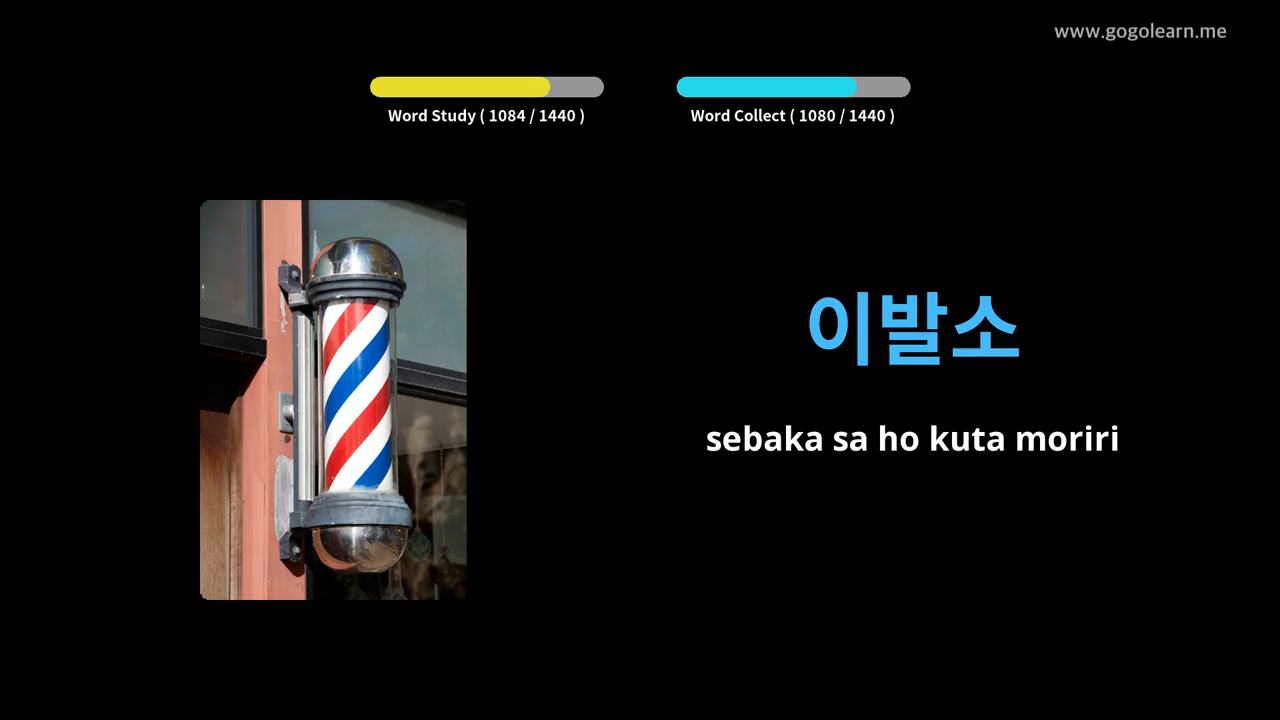 www.gogolearn.me
Word Study ( 1084 / 1440 )
Word Collect ( 1080 / 1440 )
이발소
sebaka sa ho kuta moriri